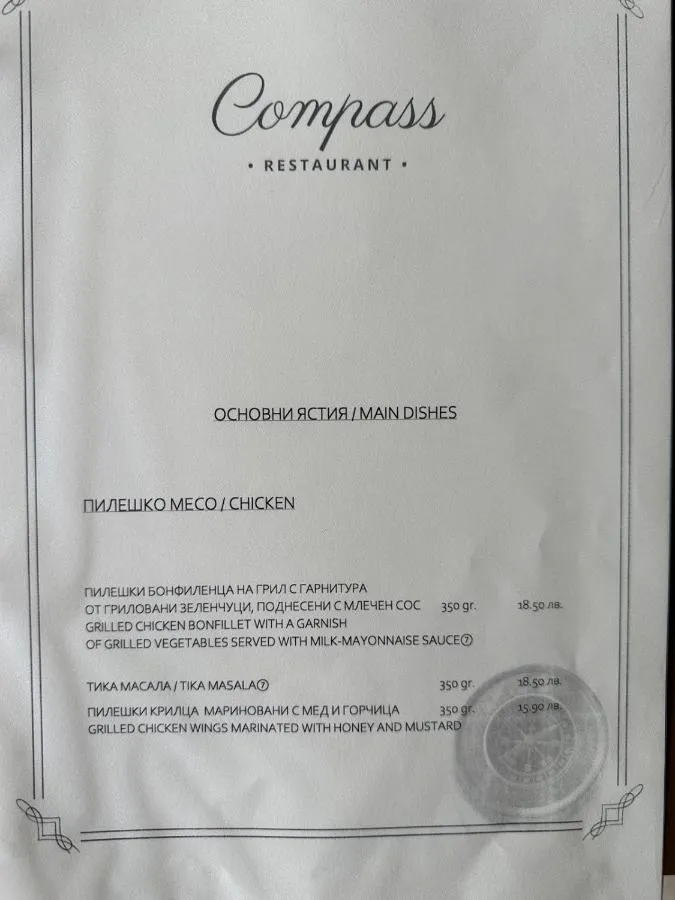 Compass
• RESTAURANT •
ОСНОВНИ ЯСТИЯ / MAIN DISHES
ПИЛЕШКО МЕСО / CHICKEN
ПИЛЕШКИ БОНФИЛЕНЦА НА ГРИЛ С ГАРНИТУРА
ОТ ГРИЛОВАНИ ЗЕЛЕНЧУЦИ, ПОДНЕСЕНИ С МЛЕЧЕН СОС 350 gr. 18.50 лв.
GRILLED CHICKEN BONFILLET WITH A GARNISH
OF GRILLED VEGETABLES SERVED WITH MILK-MAYONNAISE SAUCE⑦
ТИКА МАСАЛА / TIKA MASALA⑦ 350 gr. 18.50 лв.
ПИЛЕШКИ КРИЛЦА МАРИНОВАНИ С МЕД И ГОРЧИЦА 350 gr. 15.90 лв.
GRILLED CHICKEN WINGS MARINATED WITH HONEY AND MUSTARD